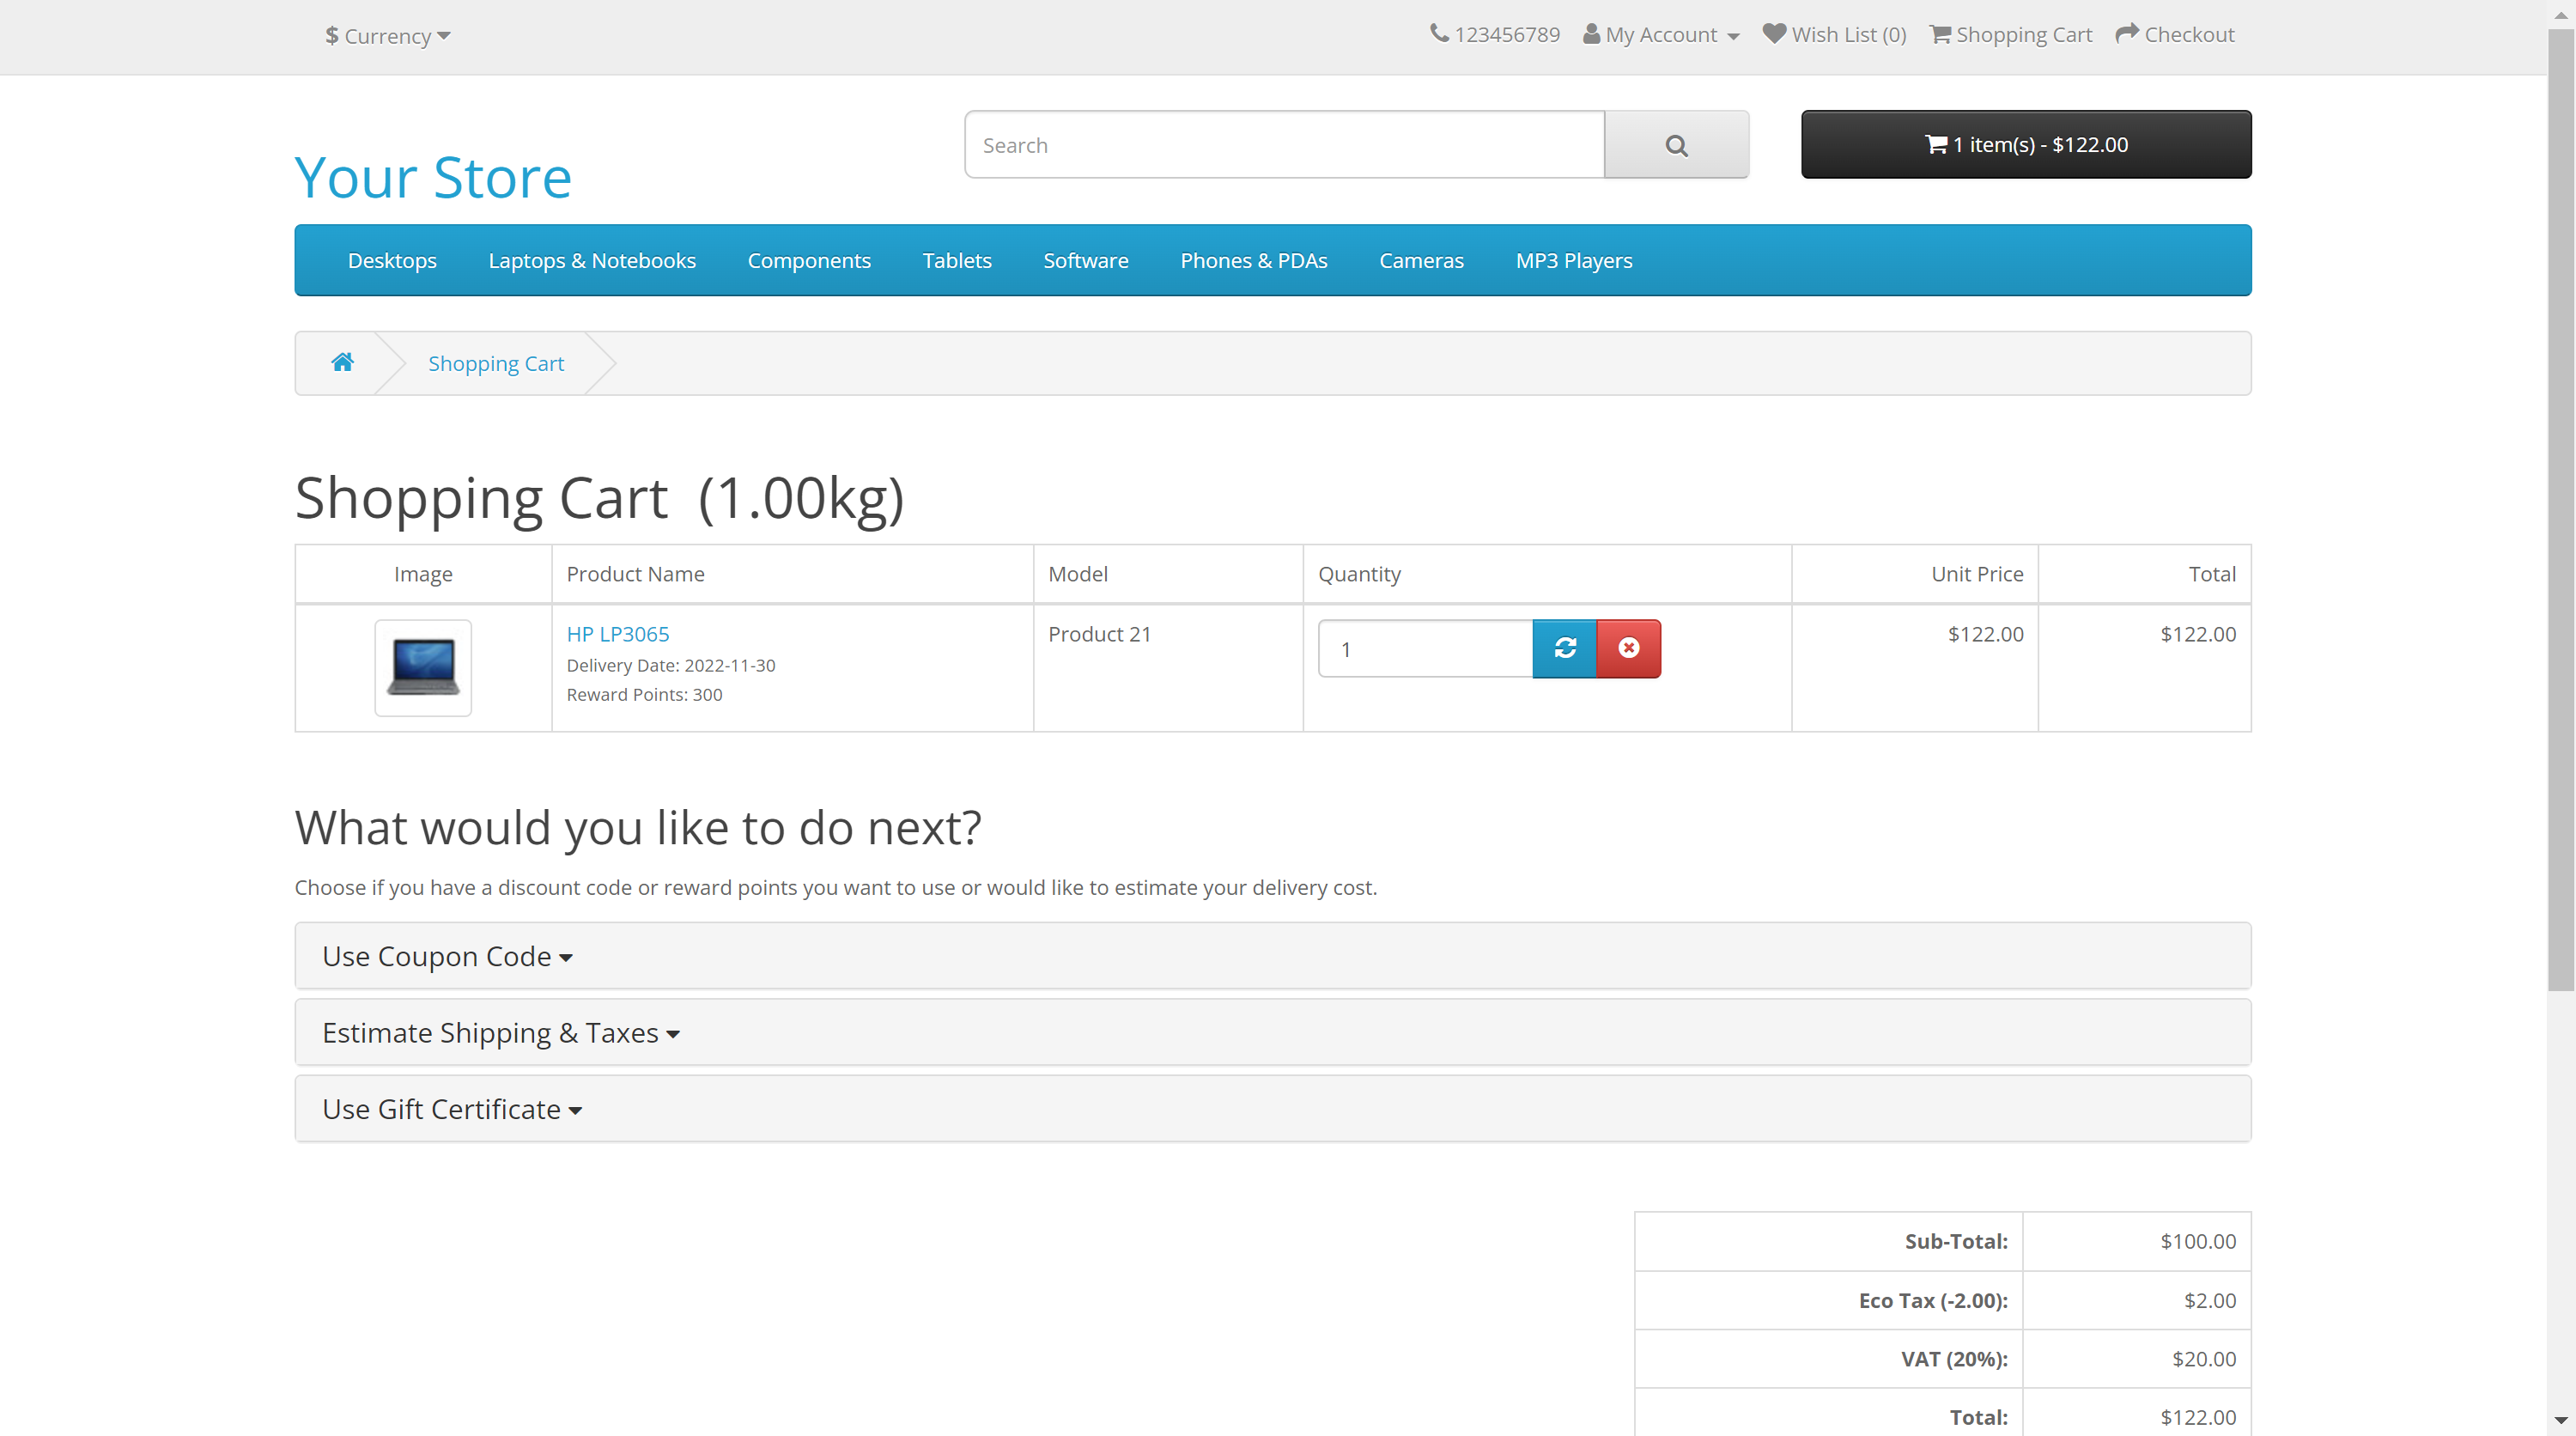 $ Currency
123456789 My Account Wish List (0) Shopping Cart Checkout
Your Store
Search
1 item(s) - $122.00
Desktops Laptops & Notebooks Components Tablets Software Phones & PDAs Cameras MP3 Players
Shopping Cart
Shopping Cart (1.00kg)
Image Product Name Model Quantity Unit Price Total
HP LP3065 Product 21 1 $122.00 $122.00
Delivery Date: 2022-11-30
Reward Points: 300
What would you like to do next?
Choose if you have a discount code or reward points you want to use or would like to estimate your delivery cost.
Use Coupon Code
Estimate Shipping & Taxes
Use Gift Certificate
Sub-Total: $100.00
Eco Tax (-2.00): $2.00
VAT (20%): $20.00
Total: $122.00